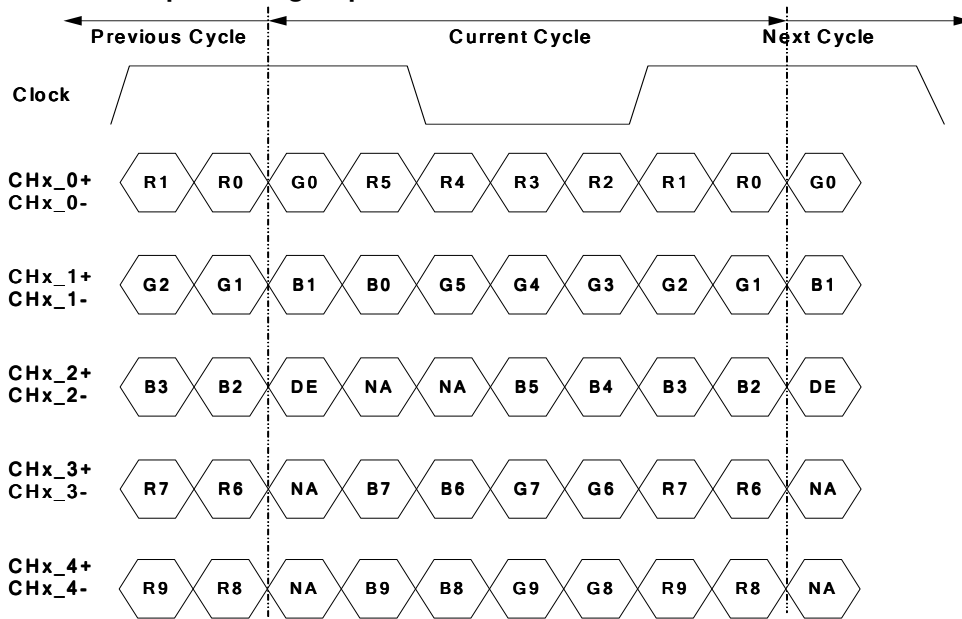 Previous Cycle Current Cycle Next Cycle
Clock
CHx_0+
CHx_0-
R1 R0 G0 R5 R4 R3 R2 R1 R0 G0
CHx_1+
CHx_1-
G2 G1 B1 B0 G5 G4 G3 G2 G1 B1
CHx_2+
CHx_2-
B3 B2 DE NA NA B5 B4 B3 B2 DE
CHx_3+
CHx_3-
R7 R6 NA B7 B6 G7 G6 R7 R6 NA
CHx_4+
CHx_4-
R9 R8 NA B9 B8 G9 G8 R9 R8 NA